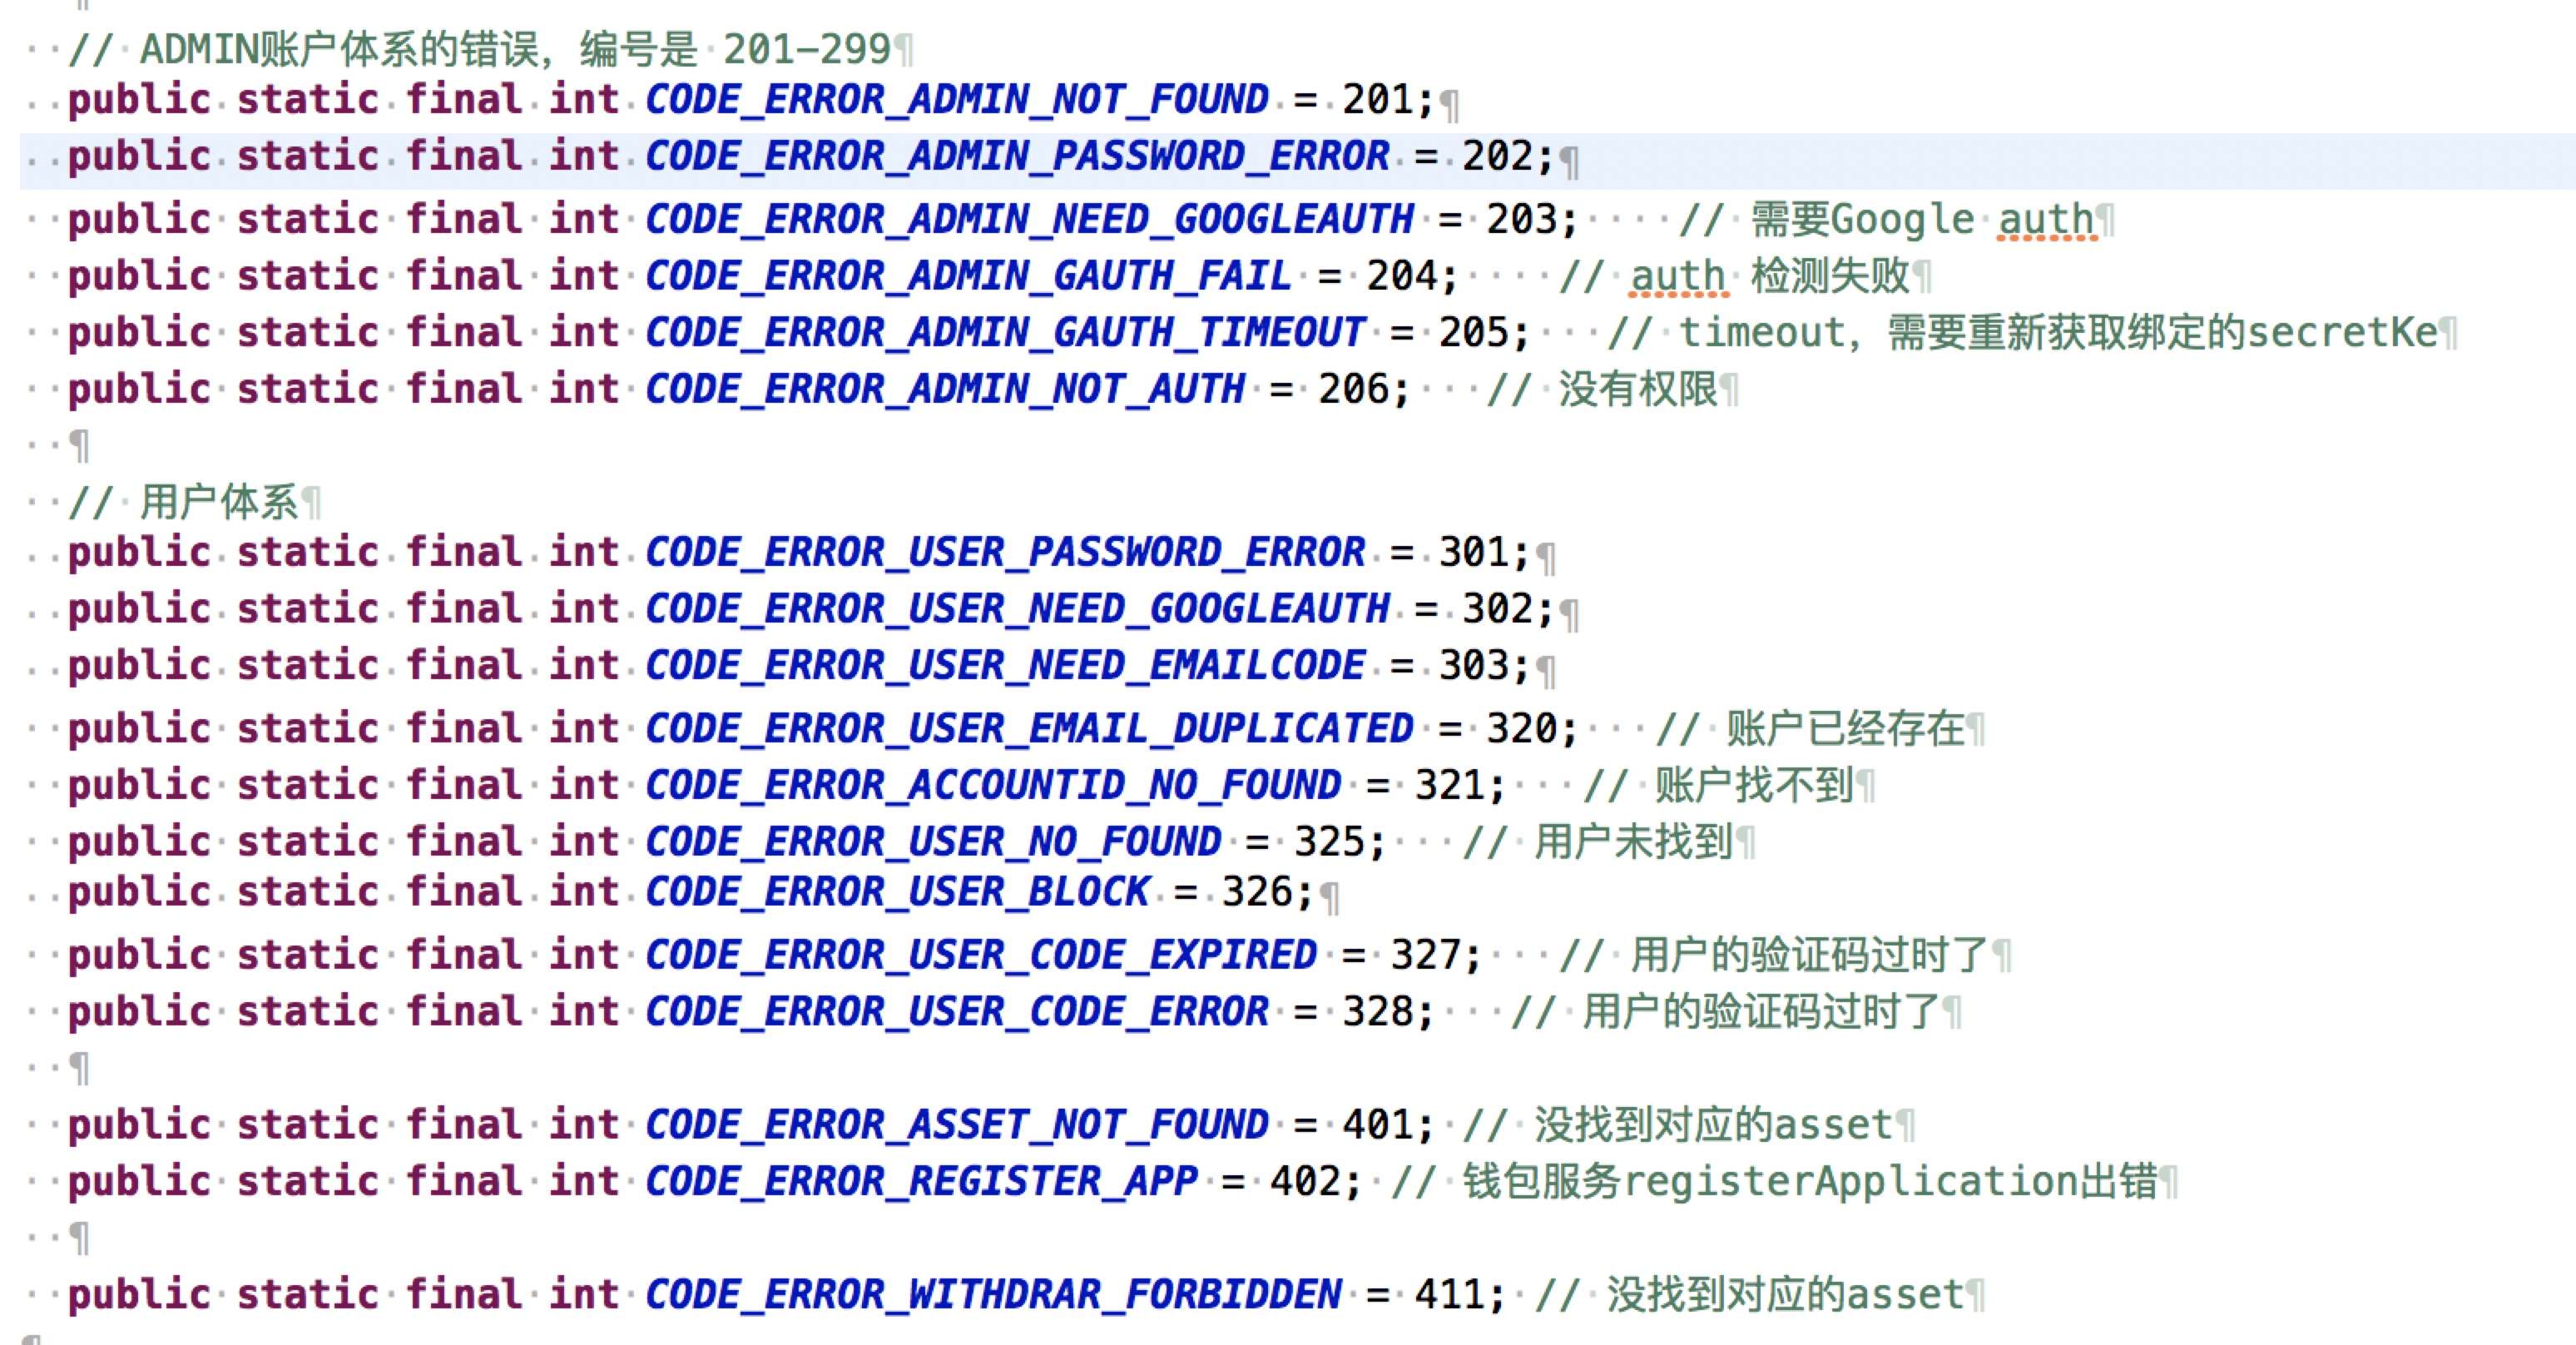 // ADMIN账户体系的错误，编号是 201-299
public static final int CODE_ERROR_ADMIN_NOT_FOUND = 201;
public static final int CODE_ERROR_ADMIN_PASSWORD_ERROR = 202;
public static final int CODE_ERROR_ADMIN_NEED_GOOGLEAUTH = 203;    // 需要Google auth
public static final int CODE_ERROR_ADMIN_GAUTH_FAIL = 204;    // auth 检测失败
public static final int CODE_ERROR_ADMIN_GAUTH_TIMEOUT = 205;   // timeout，需要重新获取绑定的secretKe
public static final int CODE_ERROR_ADMIN_NOT_AUTH = 206;   // 没有权限
// 用户体系
public static final int CODE_ERROR_USER_PASSWORD_ERROR = 301;
public static final int CODE_ERROR_USER_NEED_GOOGLEAUTH = 302;
public static final int CODE_ERROR_USER_NEED_EMAILCODE = 303;
public static final int CODE_ERROR_USER_EMAIL_DUPLICATED = 320;   // 账户已经存在
public static final int CODE_ERROR_ACCOUNTID_NO_FOUND = 321;   // 账户找不到
public static final int CODE_ERROR_USER_NO_FOUND = 325;   // 用户未找到
public static final int CODE_ERROR_USER_BLOCK = 326;
public static final int CODE_ERROR_USER_CODE_EXPIRED = 327;   // 用户的验证码过时了
public static final int CODE_ERROR_USER_CODE_ERROR = 328;   // 用户的验证码过时了
public static final int CODE_ERROR_ASSET_NOT_FOUND = 401; // 没找到对应的asset
public static final int CODE_ERROR_REGISTER_APP = 402; // 钱包服务registerApplication出错
public static final int CODE_ERROR_WITHDRAR_FORBIDDEN = 411; // 没找到对应的asset